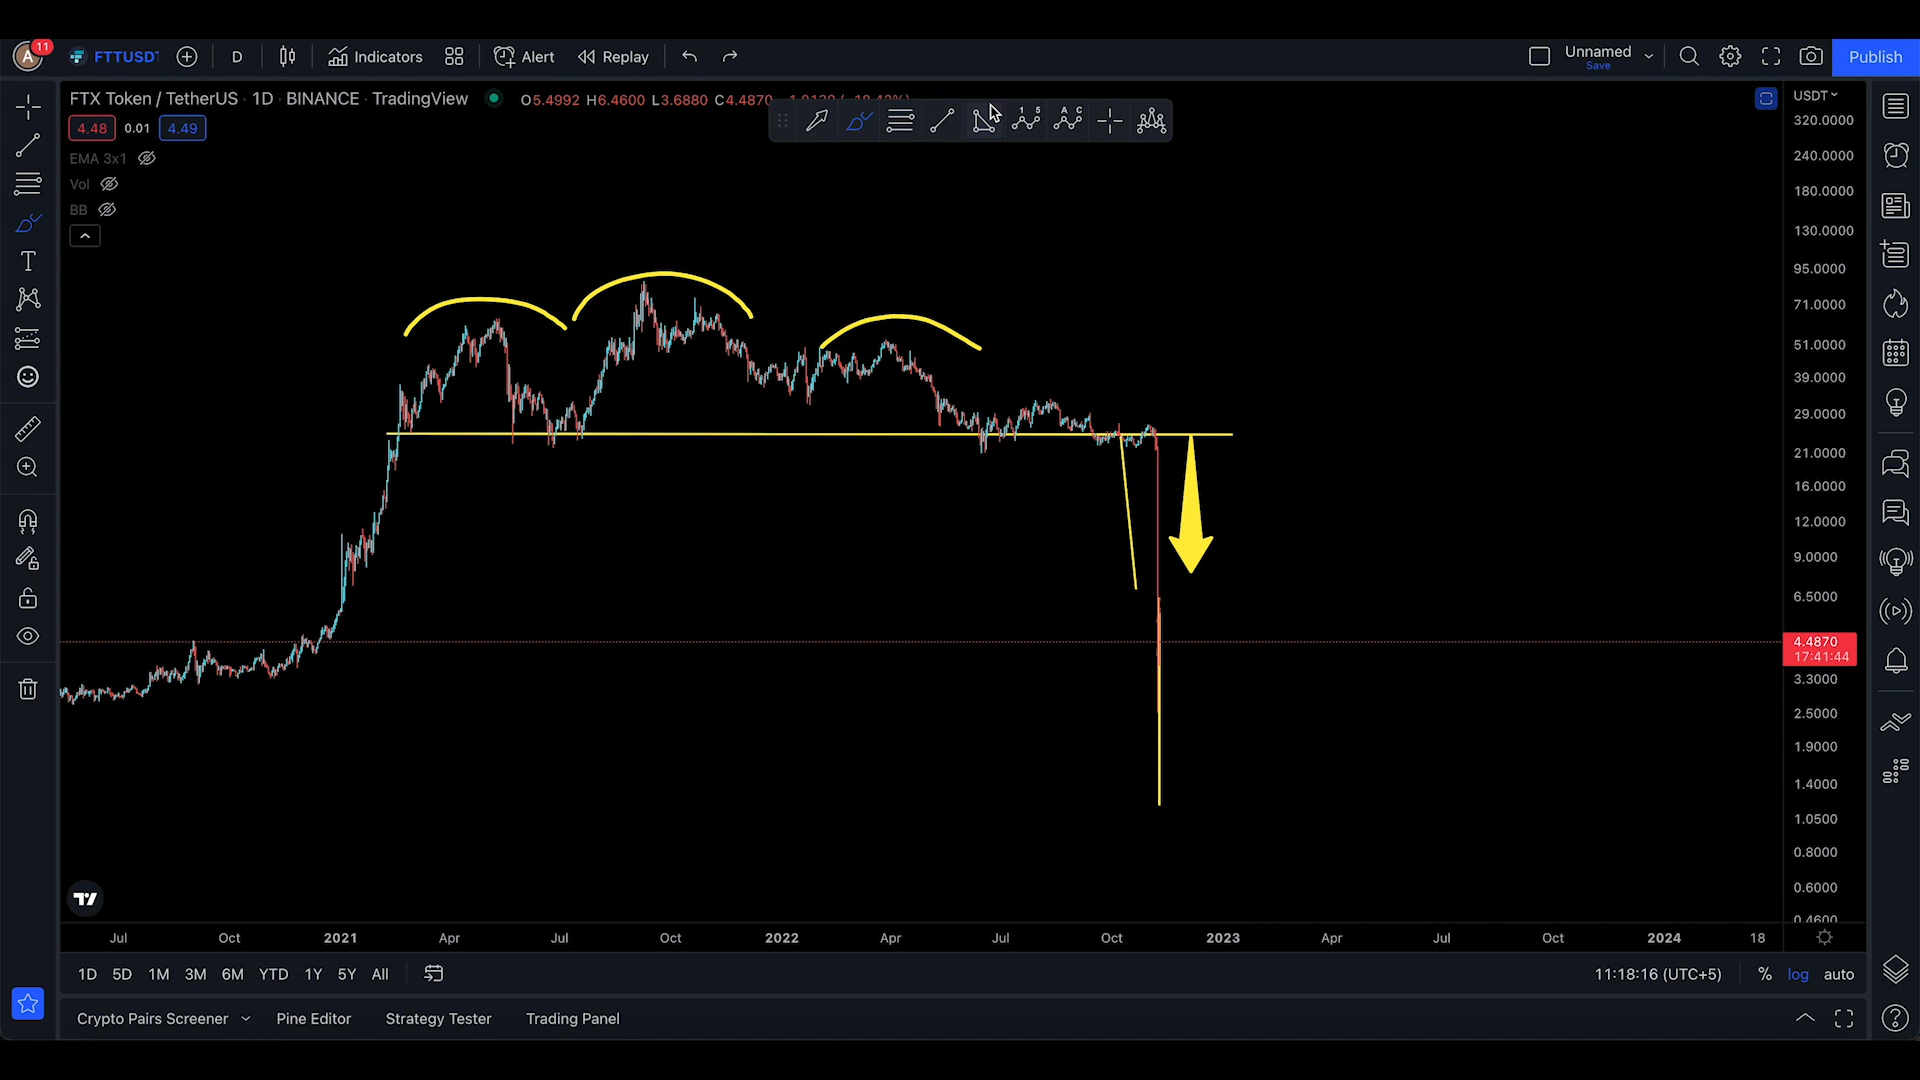 A 11 FTTUSDT D Indicators Alert Replay Unnamed Save Publish
FTX Token / TetherUS · 1D · BINANCE · TradingView O5.4992 H6.4600 L3.6880 C4.4870
4.48 0.01 4.49
EMA 3x1
Vol
BB
1 5
A C
USDT
320.0000
240.0000
180.0000
130.0000
95.0000
71.0000
51.0000
39.0000
29.0000
21.0000
16.0000
12.0000
9.0000
6.5000
4.4870
17:41:44
3.3000
2.5000
1.9000
1.4000
1.0500
0.8000
0.6000
0.4600
Jul Oct 2021 Apr Jul Oct 2022 Apr Jul Oct 2023 Apr Jul Oct 2024 18
1D 5D 1M 3M 6M YTD 1Y 5Y All 11:18:16 (UTC+5) % log auto
Crypto Pairs Screener Pine Editor Strategy Tester Trading Panel